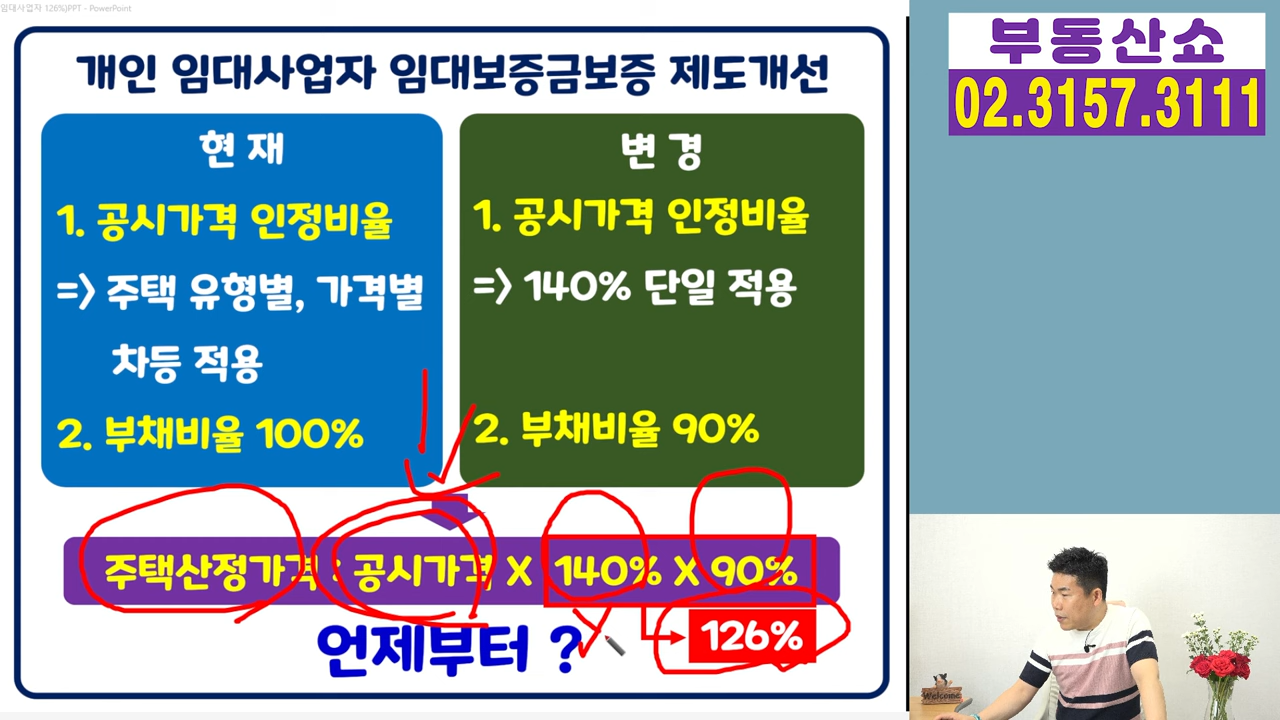 임대사업자 126%)PPT - PowerPoint
부동산쇼
02.3157.3111
개인 임대사업자 임대보증금보증 제도개선
현 재
1. 공시가격 인정비율
=> 주택 유형별, 가격별
차등 적용
2. 부채비율 100%
변 경
1. 공시가격 인정비율
=> 140% 단일 적용
2. 부채비율 90%
주택산정가격 : 공시가격 X 140% X 90%
언제부터 ?
126%
Welcome